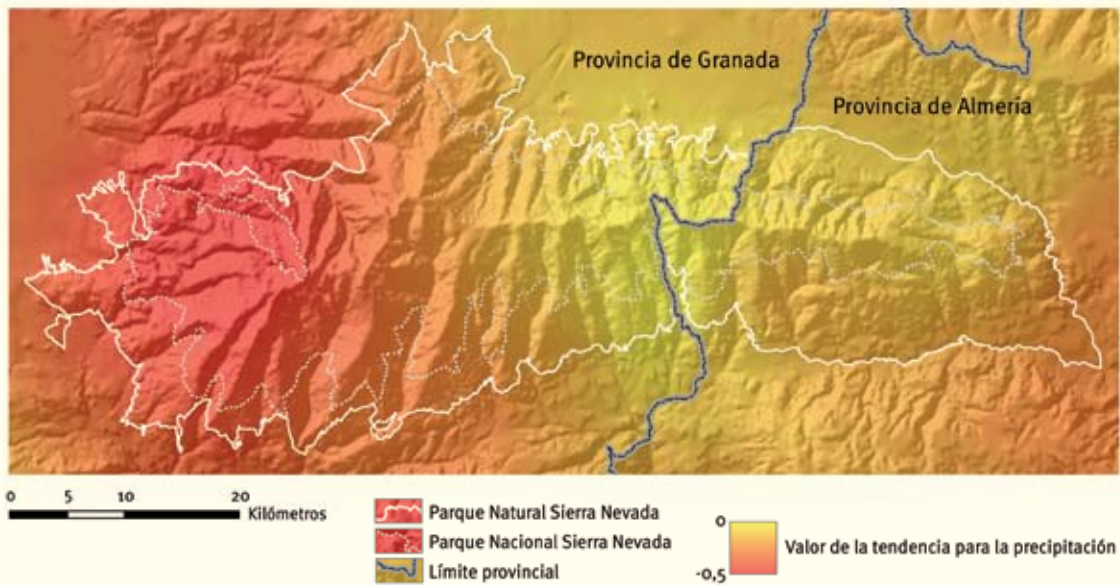 Provincia de Granada
Provincia de Almería
0 5 10 20
Kilómetros
Parque Natural Sierra Nevada
Parque Nacional Sierra Nevada
Límite provincial
0
-0,5
Valor de la tendencia para la precipitación